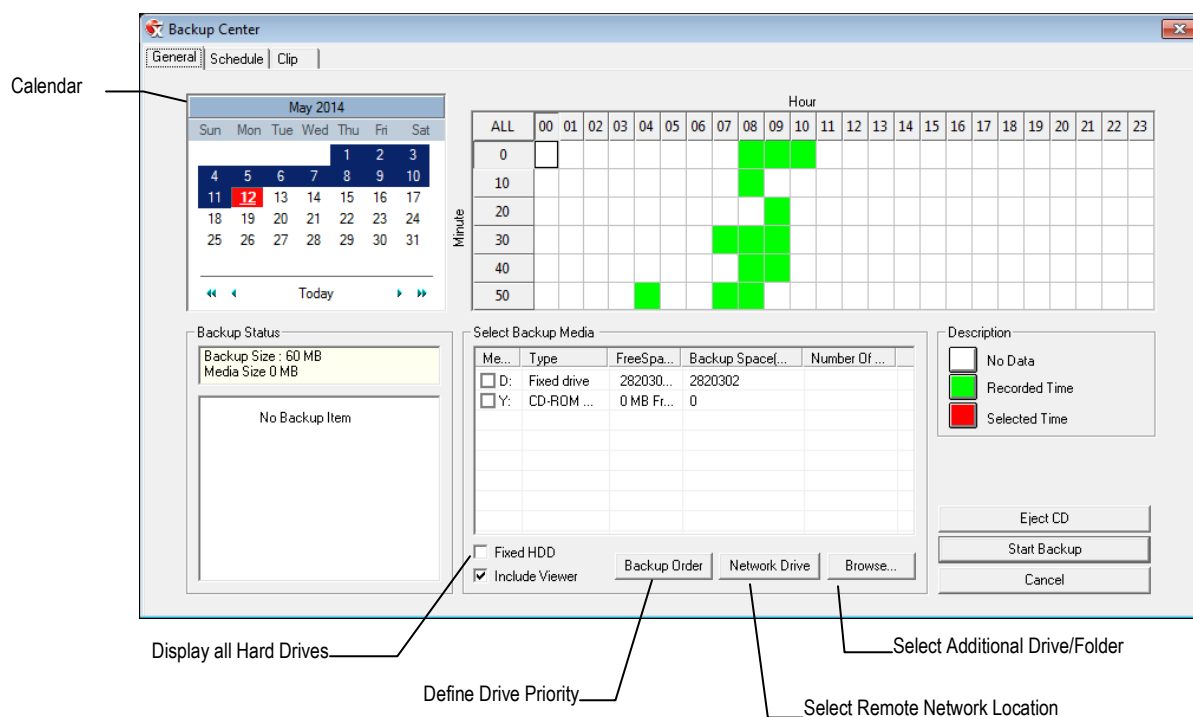 Backup Center
General Schedule Clip
Calendar
May 2014
Sun Mon Tue Wed Thu Fri Sat
1 2 3
4 5 6 7 8 9 10
11 12 13 14 15 16 17
18 19 20 21 22 23 24
25 26 27 28 29 30 31
Today
Hour
ALL 00 01 02 03 04 05 06 07 08 09 10 11 12 13 14 15 16 17 18 19 20 21 22 23
Minute
0
10
20
30
40
50
Backup Status
Backup Size : 60 MB
Media Size 0 MB
No Backup Item
Select Backup Media
Me... Type FreeSpa... Backup Space(... Number Of ...
D: Fixed drive 282030... 2820302
Y: CD-ROM ... 0 MB Fr... 0
Fixed HDD
Include Viewer
Backup Order Network Drive Browse...
Description
No Data
Recorded Time
Selected Time
Eject CD
Start Backup
Cancel
Display all Hard Drives
Define Drive Priority
Select Additional Drive/Folder
Select Remote Network Location